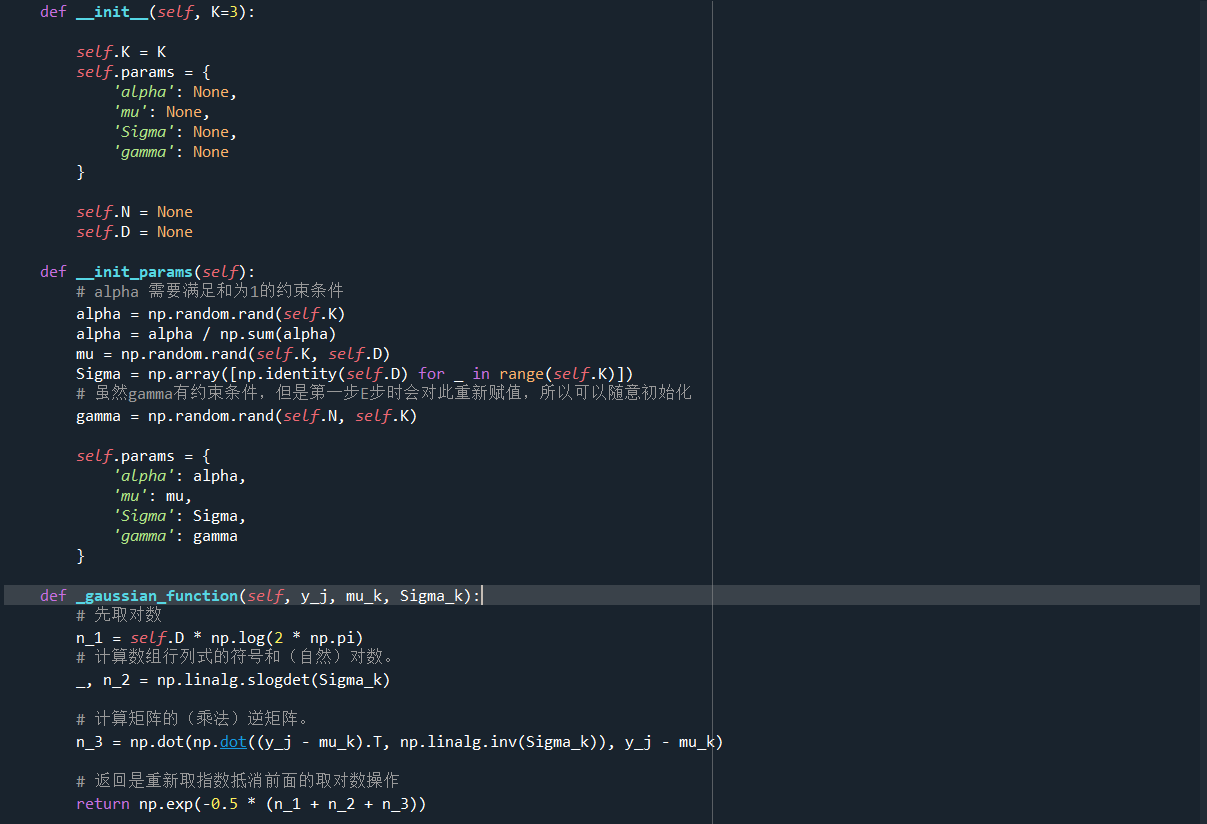 def __init__(self, K=3):
self.K = K
self.params = {
'alpha': None,
'mu': None,
'Sigma': None,
'gamma': None
}
self.N = None
self.D = None
def __init_params(self):
# alpha 需要满足和为1的约束条件
alpha = np.random.rand(self.K)
alpha = alpha / np.sum(alpha)
mu = np.random.rand(self.K, self.D)
Sigma = np.array([np.identity(self.D) for _ in range(self.K)])
# 虽然gamma有约束条件，但是第一步E步时会对此重新赋值，所以可以随意初始化
gamma = np.random.rand(self.N, self.K)
self.params = {
'alpha': alpha,
'mu': mu,
'Sigma': Sigma,
'gamma': gamma
}
def _gaussian_function(self, y_j, mu_k, Sigma_k):
# 先取对数
n_1 = self.D * np.log(2 * np.pi)
# 计算数组行列式的符号和（自然）对数。
_, n_2 = np.linalg.slogdet(Sigma_k)
# 计算矩阵的（乘法）逆矩阵。
n_3 = np.dot(np.dot((y_j - mu_k).T, np.linalg.inv(Sigma_k)), y_j - mu_k)
# 返回是重新取指数抵消前面的取对数操作
return np.exp(-0.5 * (n_1 + n_2 + n_3))